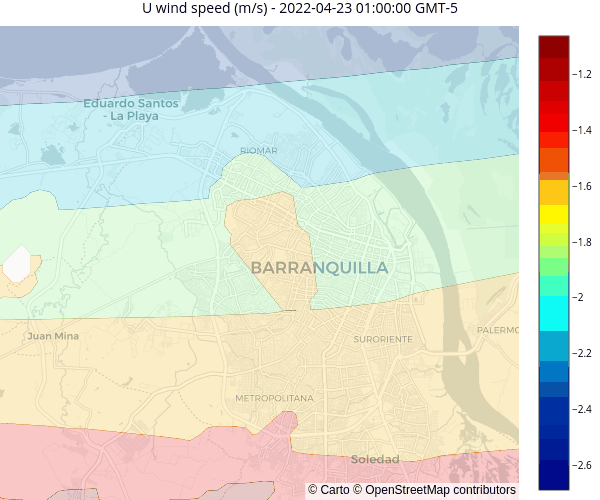 U wind speed (m/s) - 2022-04-23 01:00:00 GMT-5
Eduardo Santos
- La Playa
RIOMAR
BARRANQUILLA
Juan Mina
SURORIENTE
PALERMO
METROPOLITANA
Soledad
−1.2
−1.4
−1.6
−1.8
−2
−2.2
−2.4
−2.6
© Carto © OpenStreetMap contributors